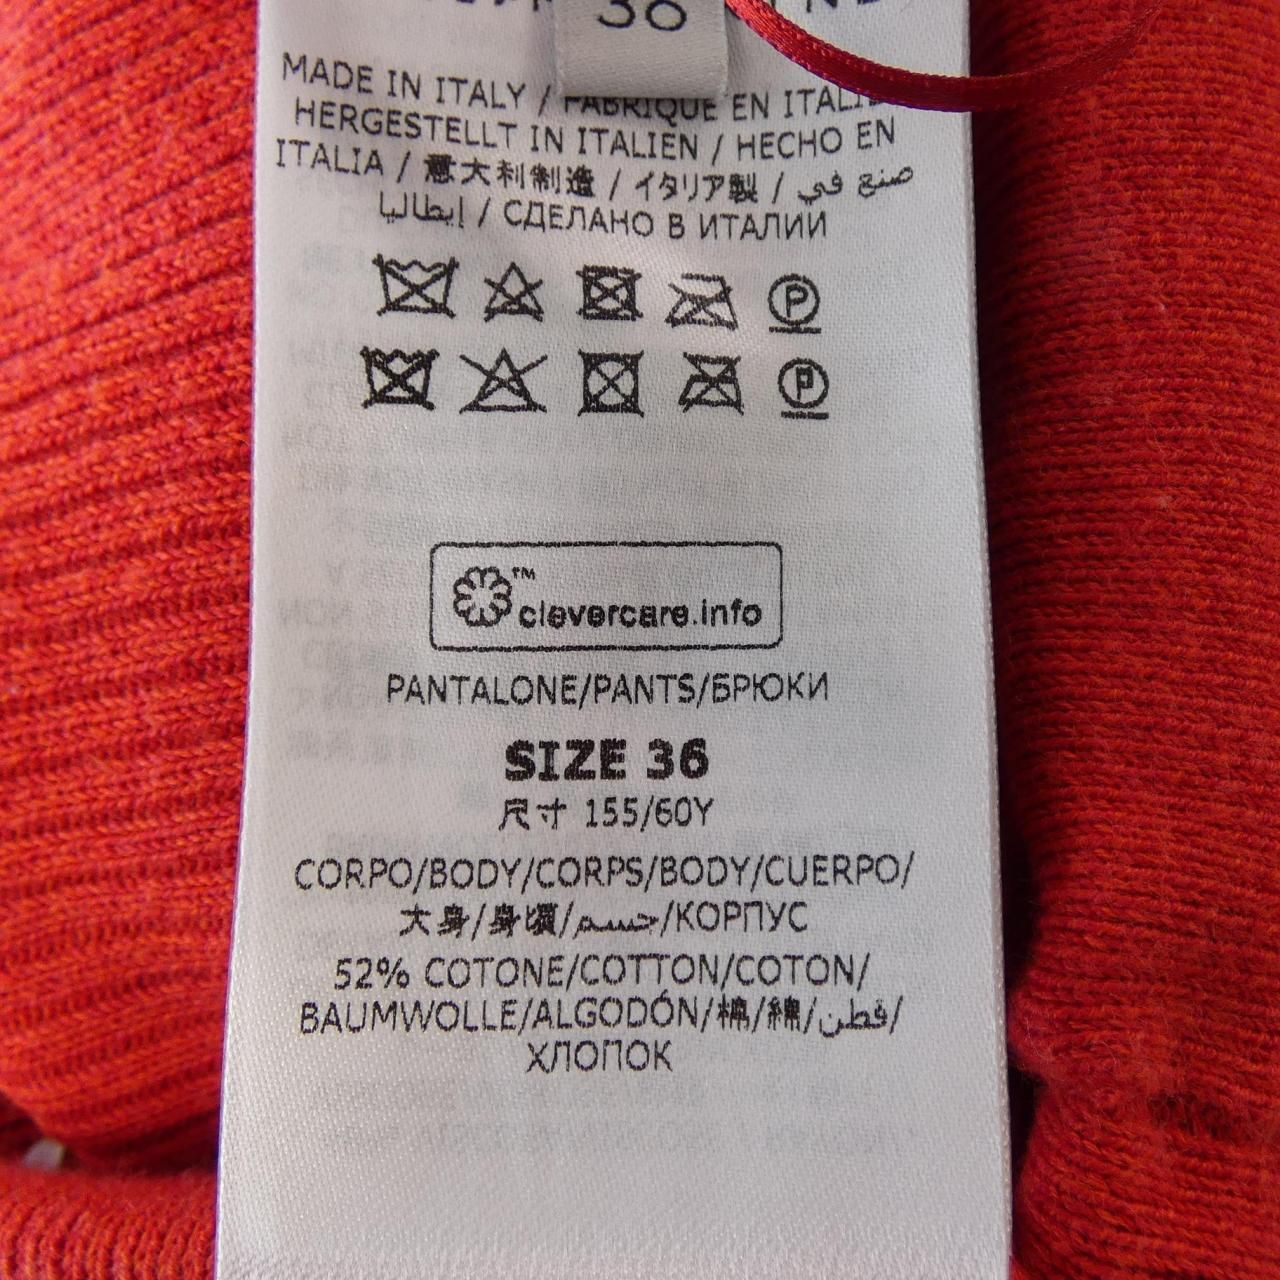 36
MADE IN ITALY / FABRIQUE EN ITALIE
HERGESTELLT IN ITALIEN / HECHO EN
ITALIA / 意大利制造 / イタリア製 / صنع في
إيطاليا / СДЕЛАНО В ИТАЛИИ
P
P
™
clevercare.info
PANTALONE/PANTS/БРЮКИ
SIZE 36
尺寸 155/60Y
CORPO/BODY/CORPS/BODY/CUERPO/
大身/身頃/جسم/КОРПУС
52% COTONE/COTTON/COTON/
BAUMWOLLE/ALGODÓN/棉/綿/قطن/
ХЛОПОК